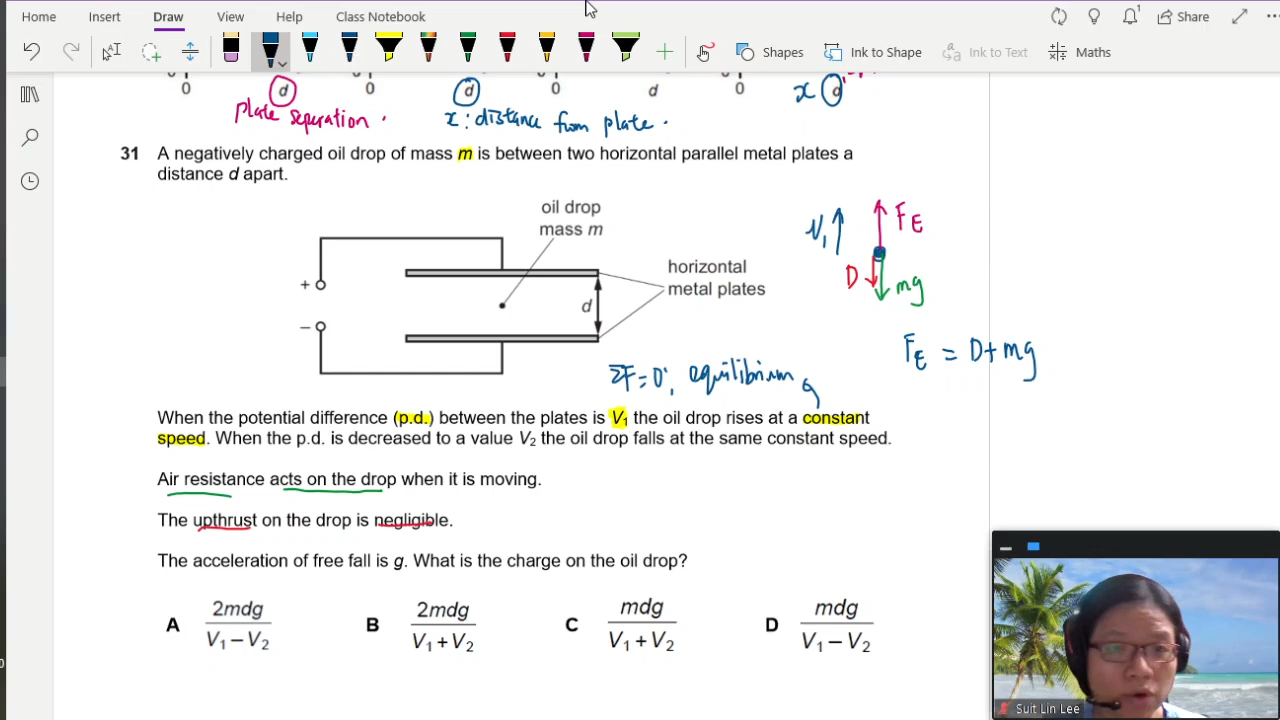 Home Insert Draw View Help Class Notebook Share
Shapes Ink to Shape Ink to Text Maths
0 d 0 d 0 d 0 x d
plate separation.
x: distance from plate.
31 A negatively charged oil drop of mass m is between two horizontal parallel metal plates a
distance d apart.
oil drop
mass m
V₁ F_E
D mg
+
horizontal
metal plates
d
–
F_E = D + mg
ΣF = 0, equilibrium
When the potential difference (p.d.) between the plates is V₁ the oil drop rises at a constant
speed. When the p.d. is decreased to a value V₂ the oil drop falls at the same constant speed.
Air resistance acts on the drop when it is moving.
The upthrust on the drop is negligible.
The acceleration of free fall is g. What is the charge on the oil drop?
A 2mdg / V₁ – V₂ B 2mdg / V₁ + V₂ C mdg / V₁ + V₂ D mdg / V₁ – V₂
Suit Lin Lee